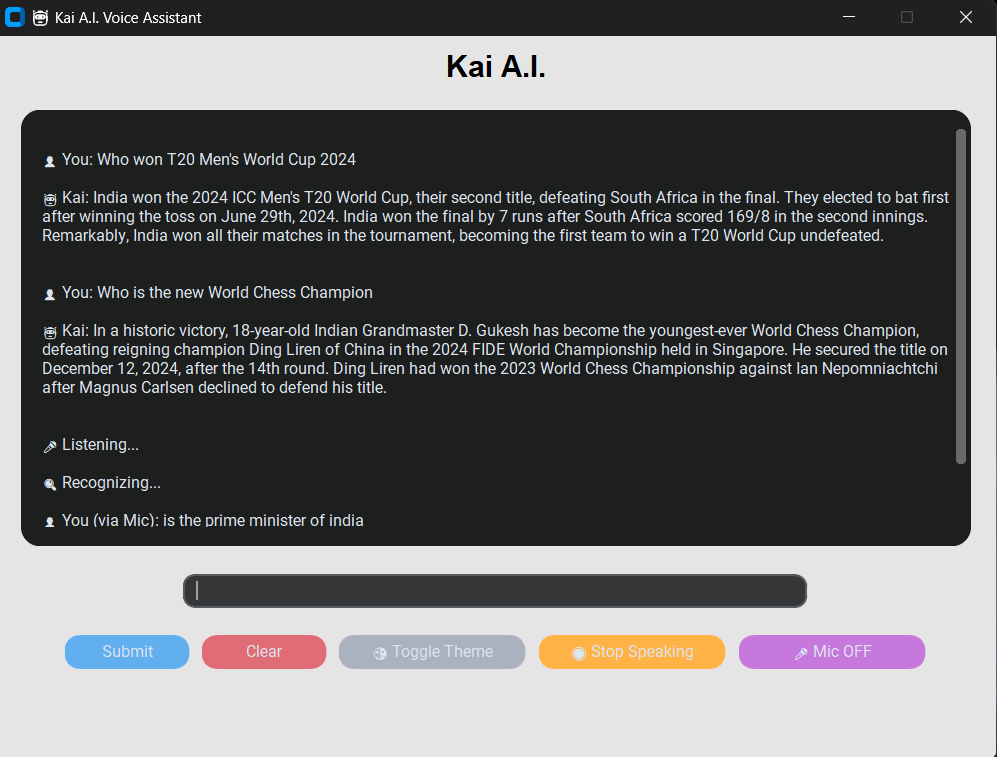 Kai A.I. Voice Assistant
Kai A.I.
You: Who won T20 Men's World Cup 2024
Kai: India won the 2024 ICC Men's T20 World Cup, their second title, defeating South Africa in the final. They elected to bat first
after winning the toss on June 29th, 2024. India won the final by 7 runs after South Africa scored 169/8 in the second innings.
Remarkably, India won all their matches in the tournament, becoming the first team to win a T20 World Cup undefeated.
You: Who is the new World Chess Champion
Kai: In a historic victory, 18-year-old Indian Grandmaster D. Gukesh has become the youngest-ever World Chess Champion,
defeating reigning champion Ding Liren of China in the 2024 FIDE World Championship held in Singapore. He secured the title on
December 12, 2024, after the 14th round. Ding Liren had won the 2023 World Chess Championship against Ian Nepomniachtchi
after Magnus Carlsen declined to defend his title.
Listening...
Recognizing...
You (via Mic): is the prime minister of india
Submit
Clear
Toggle Theme
Stop Speaking
Mic OFF